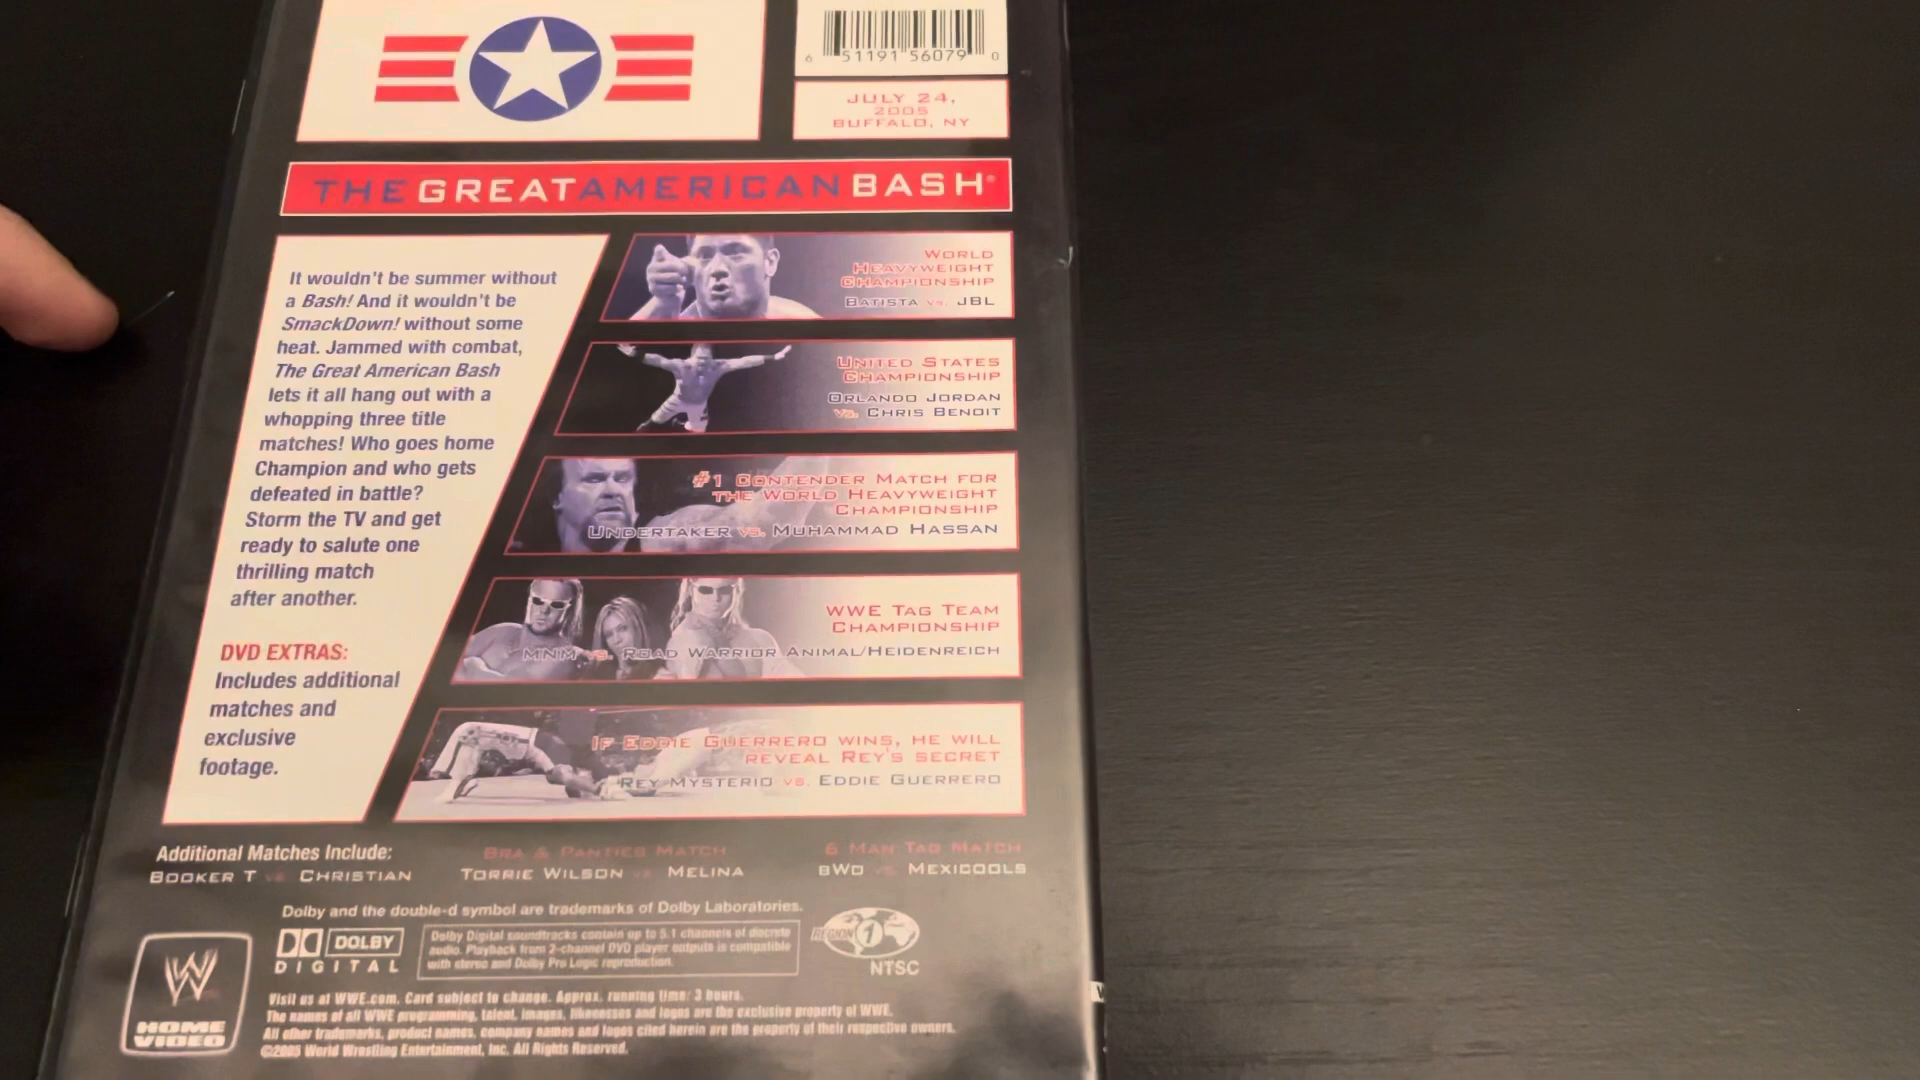 6 51191 56079 0
JULY 24,
2005
BUFFALO, NY
THE GREAT AMERICAN BASH®
It wouldn't be summer without
a Bash! And it wouldn't be
SmackDown! without some
heat. Jammed with combat,
The Great American Bash
lets it all hang out with a
whopping three title
matches! Who goes home
Champion and who gets
defeated in battle?
Storm the TV and get
ready to salute one
thrilling match
after another.
DVD EXTRAS:
Includes additional
matches and
exclusive
footage.
WORLD
HEAVYWEIGHT
CHAMPIONSHIP
BATISTA VS. JBL
UNITED STATES
CHAMPIONSHIP
ORLANDO JORDAN
VS. CHRIS BENOIT
#1 CONTENDER MATCH FOR
THE WORLD HEAVYWEIGHT
CHAMPIONSHIP
UNDERTAKER VS. MUHAMMAD HASSAN
WWE TAG TEAM
CHAMPIONSHIP
MNM VS. ROAD WARRIOR ANIMAL/HEIDENREICH
IF EDDIE GUERRERO WINS, HE WILL
REVEAL REY'S SECRET
REY MYSTERIO VS. EDDIE GUERRERO
Additional Matches Include:
BOOKER T VS CHRISTIAN
BRA & PANTIES MATCH
TORRIE WILSON VS MELINA
6 MAN TAG MATCH
BWO VS MEXICOOLS
Dolby and the double-d symbol are trademarks of Dolby Laboratories.
DOLBY
DIGITAL
Dolby Digital soundtracks contain up to 5.1 channels of discrete
audio. Playback from 2-channel DVD player outputs is compatible
with stereo and Dolby Pro Logic reproduction.
REGION 1
NTSC
W
HOME
VIDEO
Visit us at WWE.com. Card subject to change. Approx. running time: 3 hours.
The names of all WWE programming, talent, images, likenesses and logos are the exclusive property of WWE.
All other trademarks, product names, company names and logos cited herein are the property of their respective owners.
©2005 World Wrestling Entertainment, Inc. All Rights Reserved.